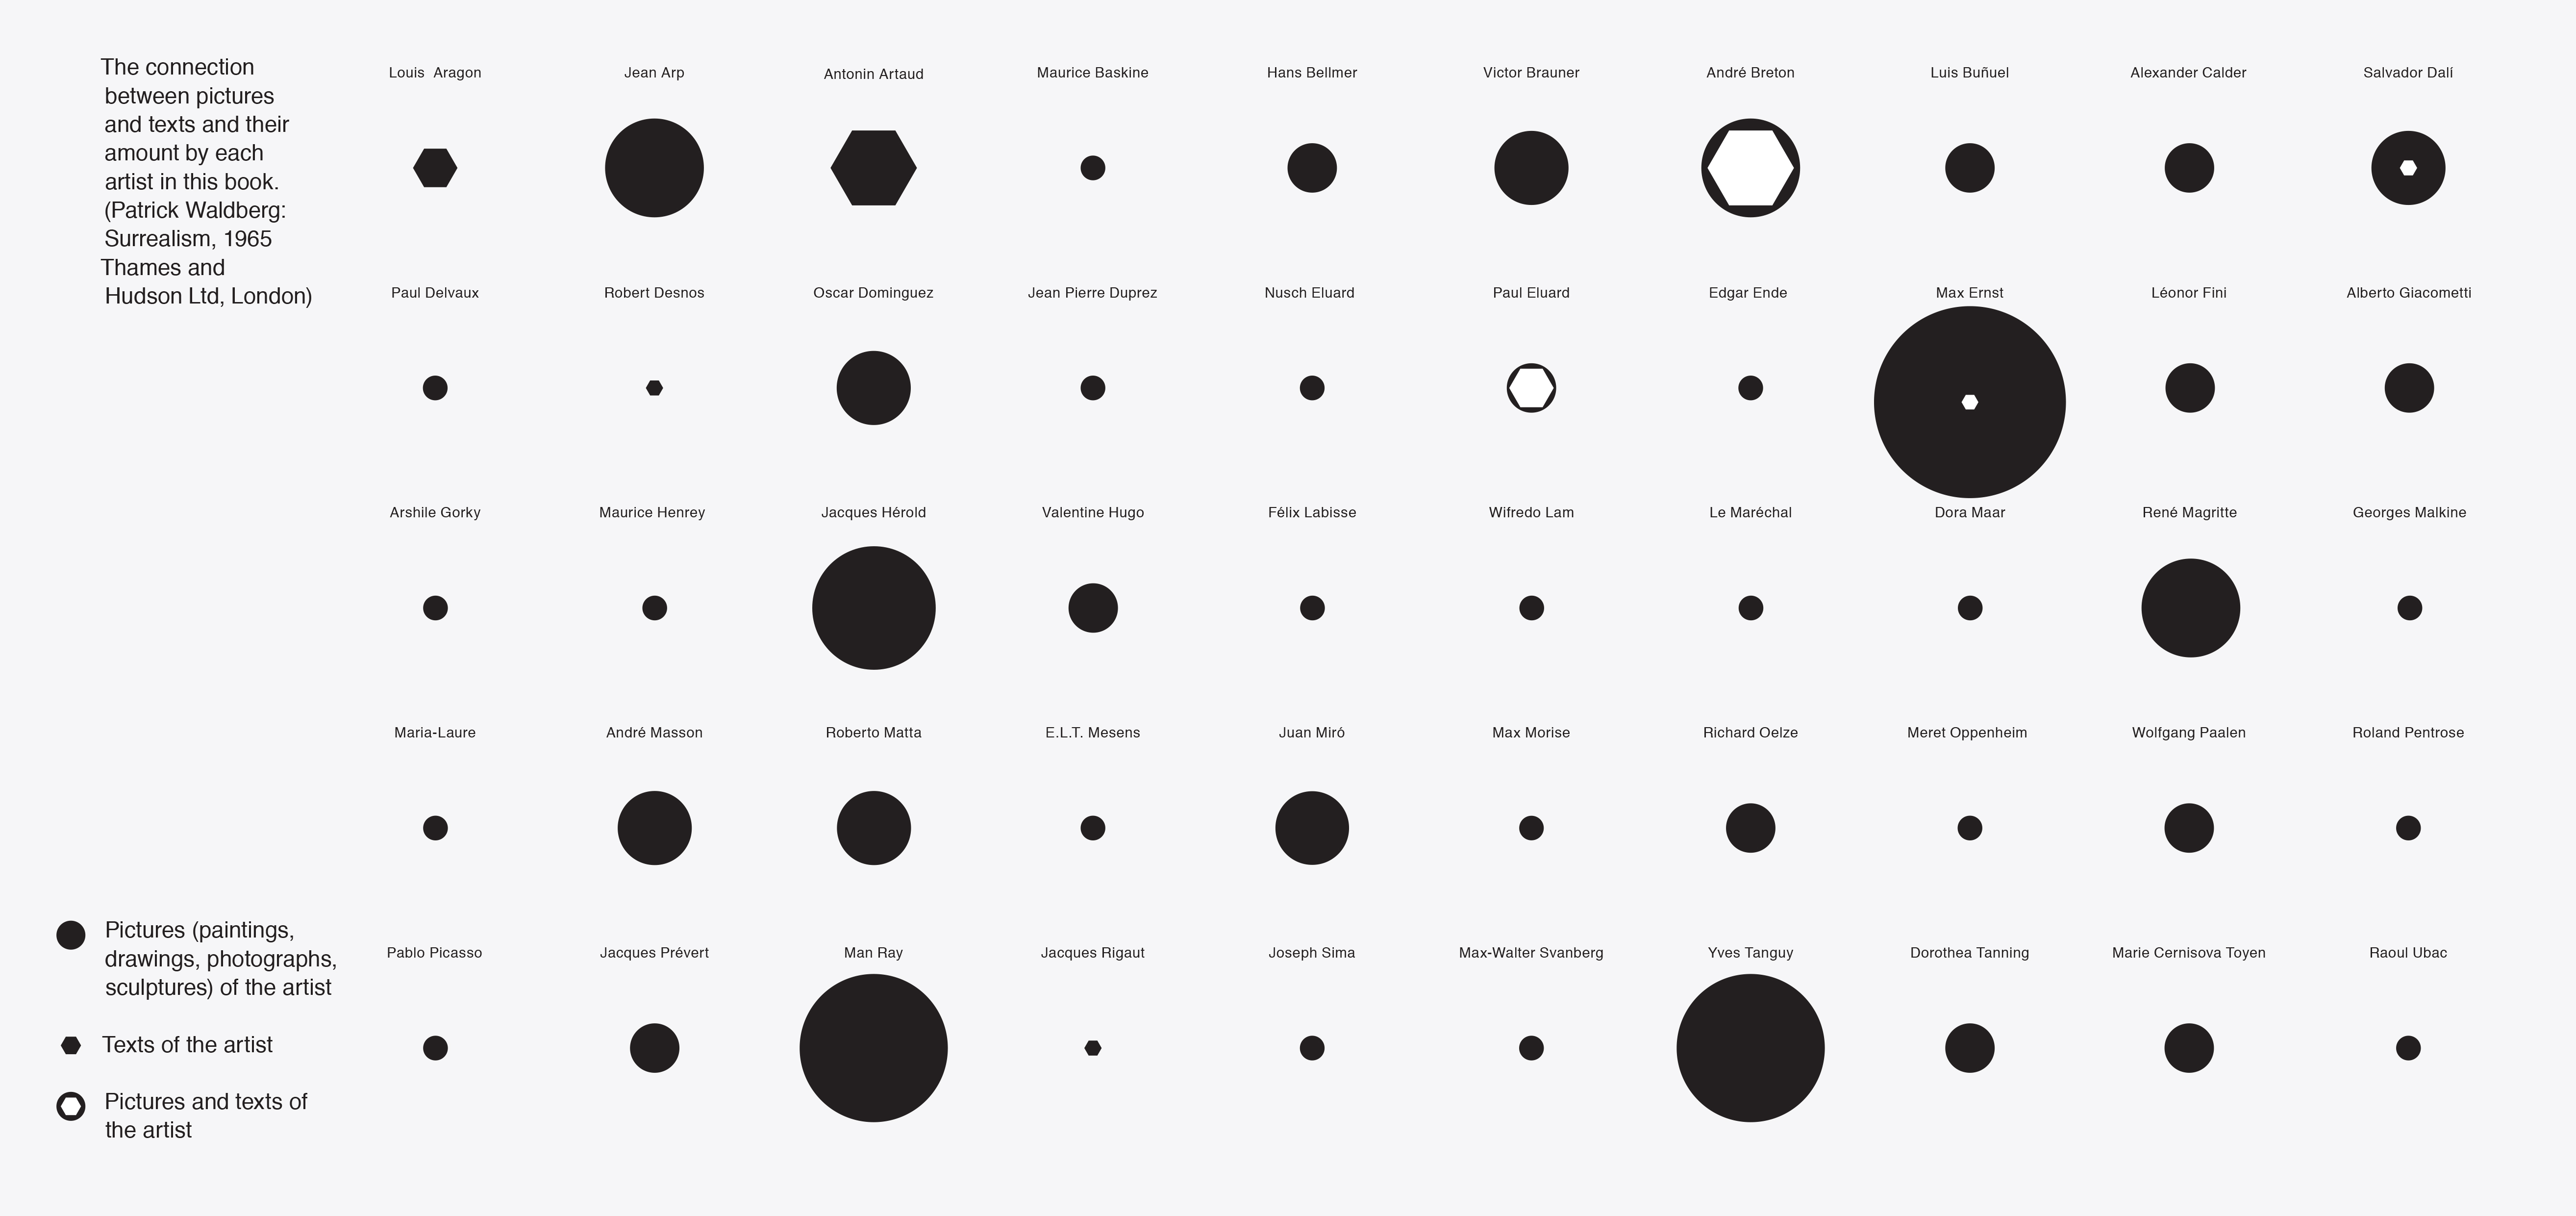 The connection
between pictures
and texts and their
amount by each
artist in this book.
(Patrick Waldberg:
Surrealism, 1965
Thames and
Hudson Ltd, London)
Louis Aragon
Jean Arp
Antonin Artaud
Maurice Baskine
Hans Bellmer
Victor Brauner
André Breton
Luis Buñuel
Alexander Calder
Salvador Dalí
Paul Delvaux
Robert Desnos
Oscar Dominguez
Jean Pierre Duprez
Nusch Eluard
Paul Eluard
Edgar Ende
Max Ernst
Léonor Fini
Alberto Giacometti
Arshile Gorky
Maurice Henrey
Jacques Hérold
Valentine Hugo
Félix Labisse
Wifredo Lam
Le Maréchal
Dora Maar
René Magritte
Georges Malkine
Maria-Laure
André Masson
Roberto Matta
E.L.T. Mesens
Juan Miró
Max Morise
Richard Oelze
Meret Oppenheim
Wolfgang Paalen
Roland Pentrose
Pablo Picasso
Jacques Prévert
Man Ray
Jacques Rigaut
Joseph Sima
Max-Walter Svanberg
Yves Tanguy
Dorothea Tanning
Marie Cernisova Toyen
Raoul Ubac
Pictures (paintings,
drawings, photographs,
sculptures) of the artist
Texts of the artist
Pictures and texts of
the artist